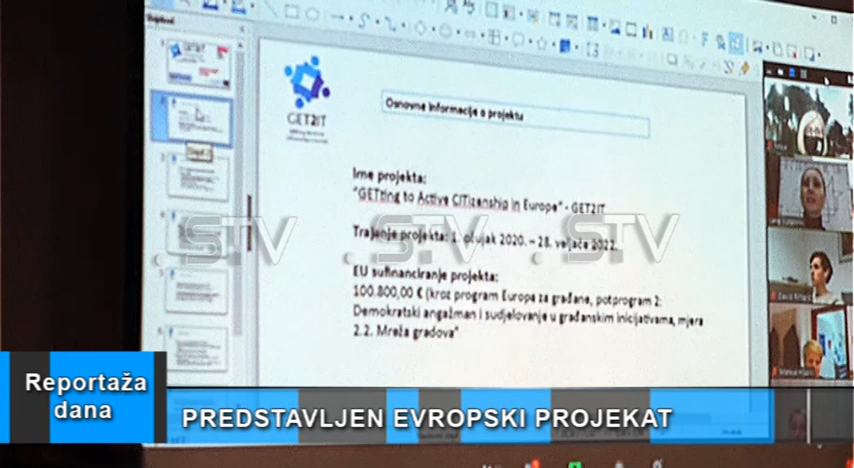 GET2IT
Osnovne informacije o projektu
Ime projekta:
"GETting to Active CITizenship in Europe" - GET2IT
Trajanje projekta: 1. ožujak 2020. – 28. veljače 2022.
EU sufinanciranje projekta:
100.800,00 € (kroz program Europa za građane, potprogram 2:
Demokratski angažman i sudjelovanje u građanskim inicijativama, mjera
2.2. Mreža gradova"
STV STV STV
Reportaža
dana
PREDSTAVLJEN EVROPSKI PROJEKAT